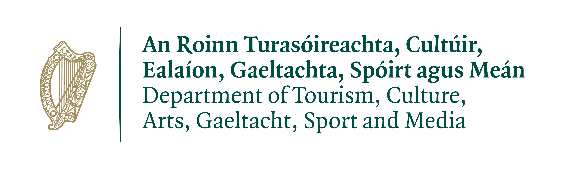 An Roinn Turasóireachta, Cultúir,
Ealaíon, Gaeltachta, Spóirt agus Meán
Department of Tourism, Culture,
Arts, Gaeltacht, Sport and Media